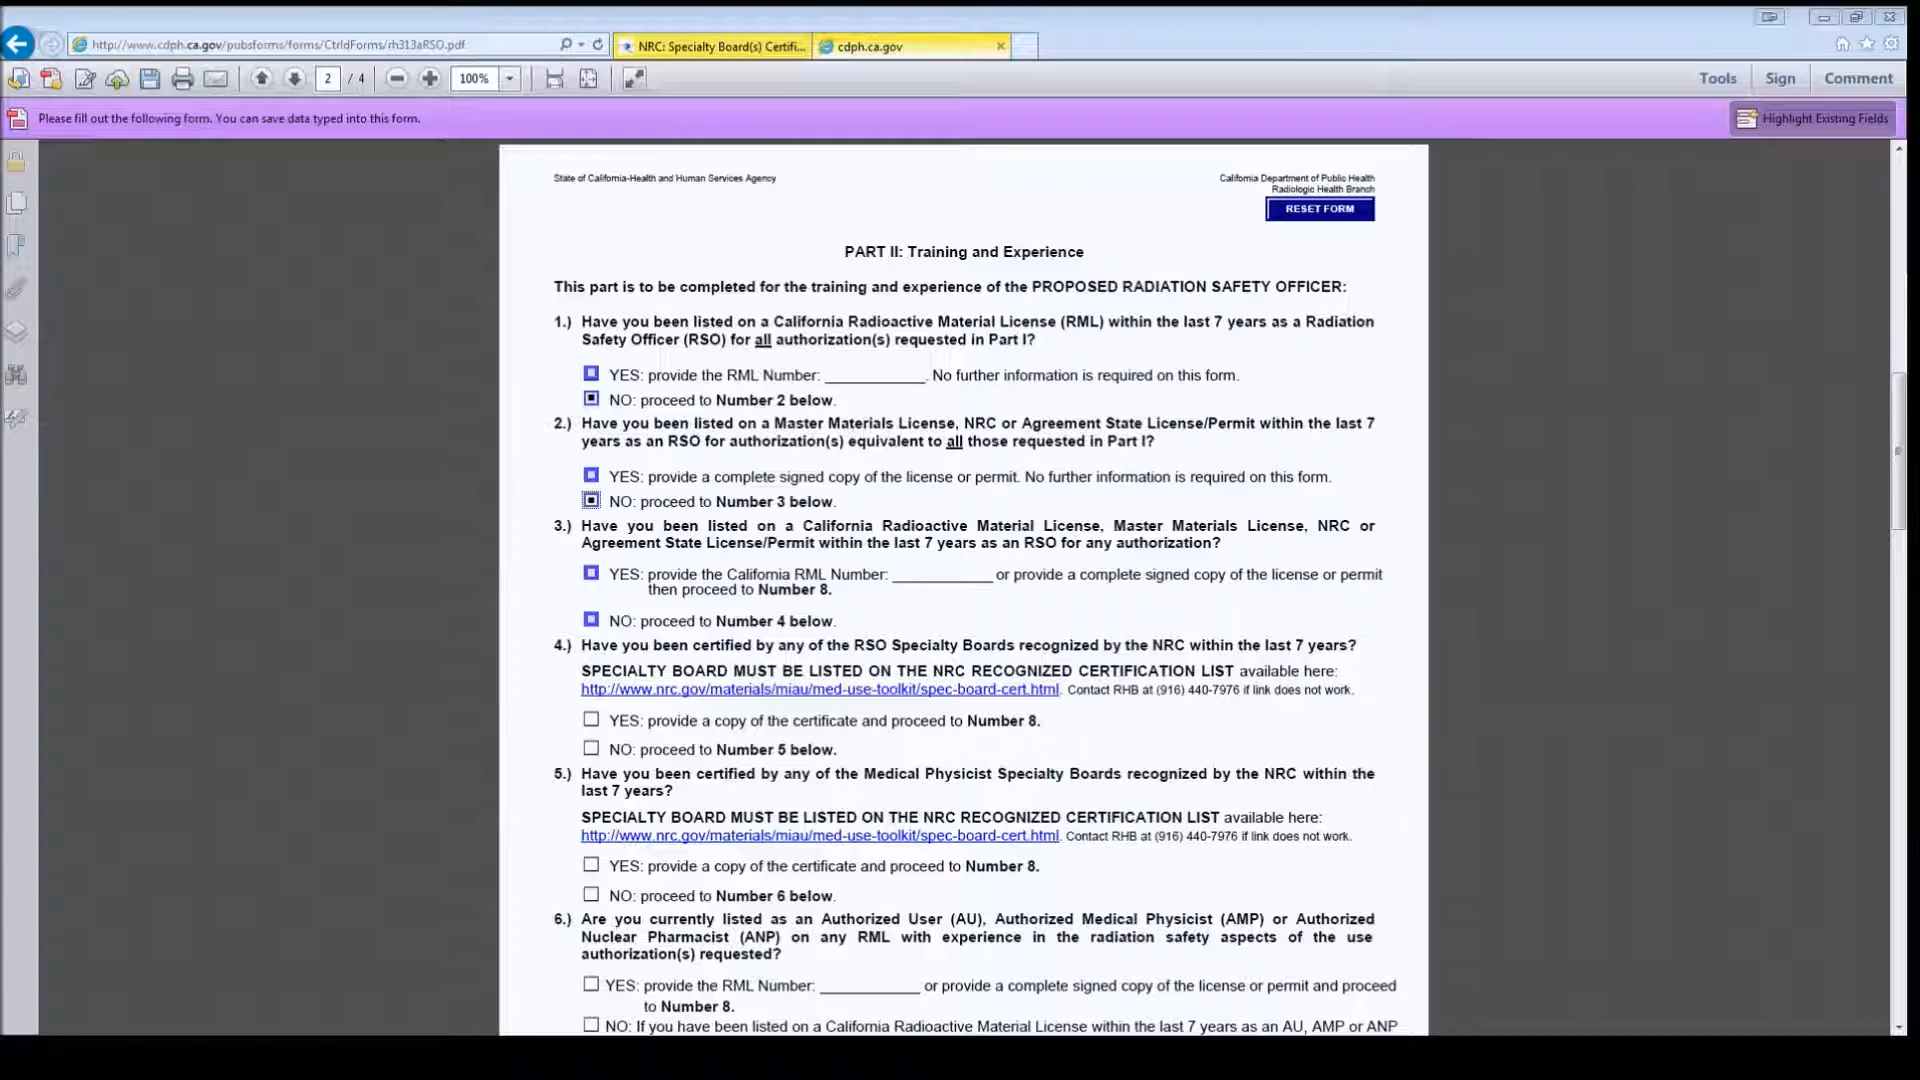 http://www.cdph.ca.gov/pubsforms/forms/CtrldForms/rh313aRSO.pdf
NRC: Specialty Board(s) Certifi...
cdph.ca.gov
2 / 4
100%
Tools
Sign
Comment
Please fill out the following form. You can save data typed into this form.
Highlight Existing Fields
State of California-Health and Human Services Agency
California Department of Public Health
Radiologic Health Branch
RESET FORM
PART II: Training and Experience
This part is to be completed for the training and experience of the PROPOSED RADIATION SAFETY OFFICER:
1.) Have you been listed on a California Radioactive Material License (RML) within the last 7 years as a Radiation
Safety Officer (RSO) for all authorization(s) requested in Part I?
YES: provide the RML Number: ____________. No further information is required on this form.
NO: proceed to Number 2 below.
2.) Have you been listed on a Master Materials License, NRC or Agreement State License/Permit within the last 7
years as an RSO for authorization(s) equivalent to all those requested in Part I?
YES: provide a complete signed copy of the license or permit. No further information is required on this form.
NO: proceed to Number 3 below.
3.) Have you been listed on a California Radioactive Material License, Master Materials License, NRC or
Agreement State License/Permit within the last 7 years as an RSO for any authorization?
YES: provide the California RML Number: ____________ or provide a complete signed copy of the license or permit
then proceed to Number 8.
NO: proceed to Number 4 below.
4.) Have you been certified by any of the RSO Specialty Boards recognized by the NRC within the last 7 years?
SPECIALTY BOARD MUST BE LISTED ON THE NRC RECOGNIZED CERTIFICATION LIST available here:
http://www.nrc.gov/materials/miau/med-use-toolkit/spec-board-cert.html. Contact RHB at (916) 440-7976 if link does not work.
YES: provide a copy of the certificate and proceed to Number 8.
NO: proceed to Number 5 below.
5.) Have you been certified by any of the Medical Physicist Specialty Boards recognized by the NRC within the
last 7 years?
SPECIALTY BOARD MUST BE LISTED ON THE NRC RECOGNIZED CERTIFICATION LIST available here:
http://www.nrc.gov/materials/miau/med-use-toolkit/spec-board-cert.html. Contact RHB at (916) 440-7976 if link does not work.
YES: provide a copy of the certificate and proceed to Number 8.
NO: proceed to Number 6 below.
6.) Are you currently listed as an Authorized User (AU), Authorized Medical Physicist (AMP) or Authorized
Nuclear Pharmacist (ANP) on any RML with experience in the radiation safety aspects of the use
authorization(s) requested?
YES: provide the RML Number: ____________ or provide a complete signed copy of the license or permit and proceed
to Number 8.
NO: If you have been listed on a California Radioactive Material License within the last 7 years as an AU, AMP or ANP